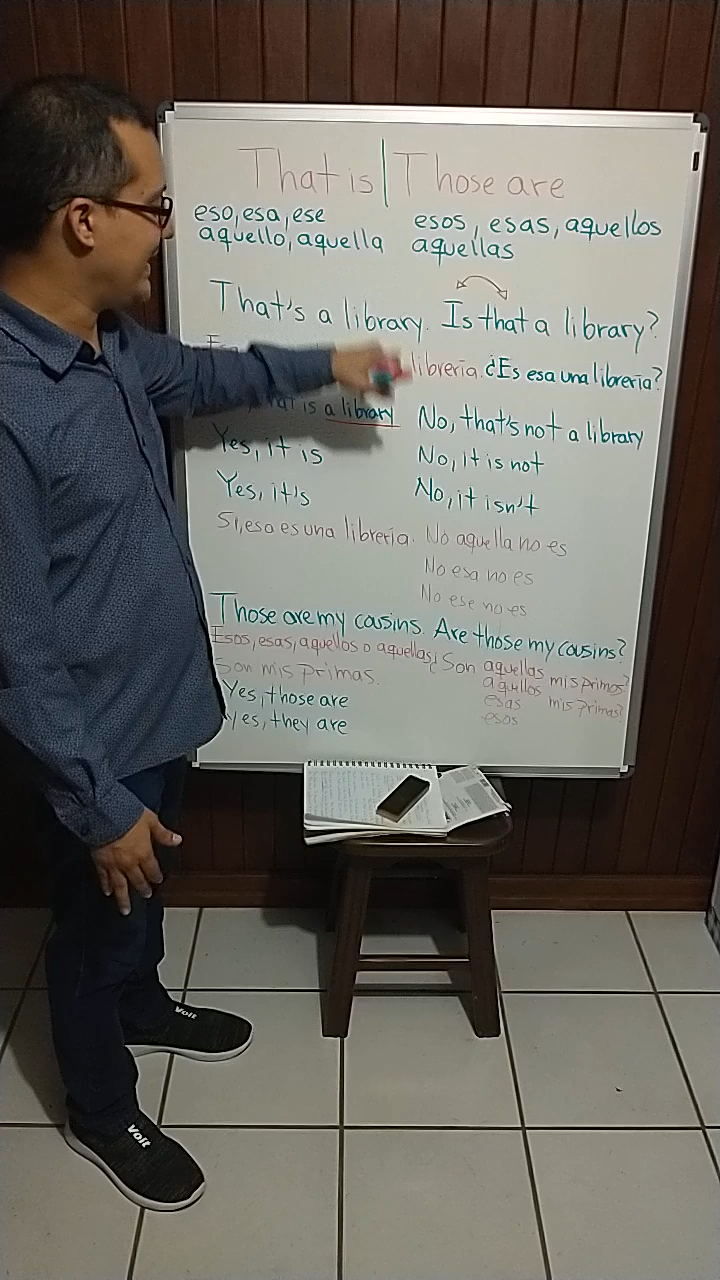 That is | Those are
eso, esa, ese
aquello, aquella
esos, esas, aquellos
aquellas
That's a library. Is that a library?
librería. ¿Es esa una librería?
is a library
Yes, it is
Yes, it's
No, that's not a library
No, it is not
No, it isn't
Sí, eso es una librería.
No aquella no es
No esa no es
No ese no es
Those are my cousins. Are those my cousins?
Esos, esas, aquellos o aquellas
Son mis primas.
¿Son aquellas mis primos?
aquellos mis primas?
esas
esos
Yes, those are
Yes, they are
Voit
Voit